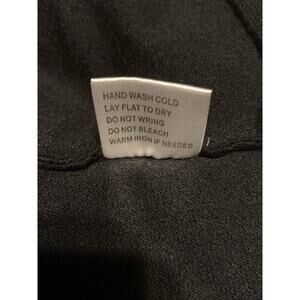 HAND WASH COLD
LAY FLAT TO DRY
DO NOT WRING
DO NOT BLEACH
WARM IRON IF NEEDED